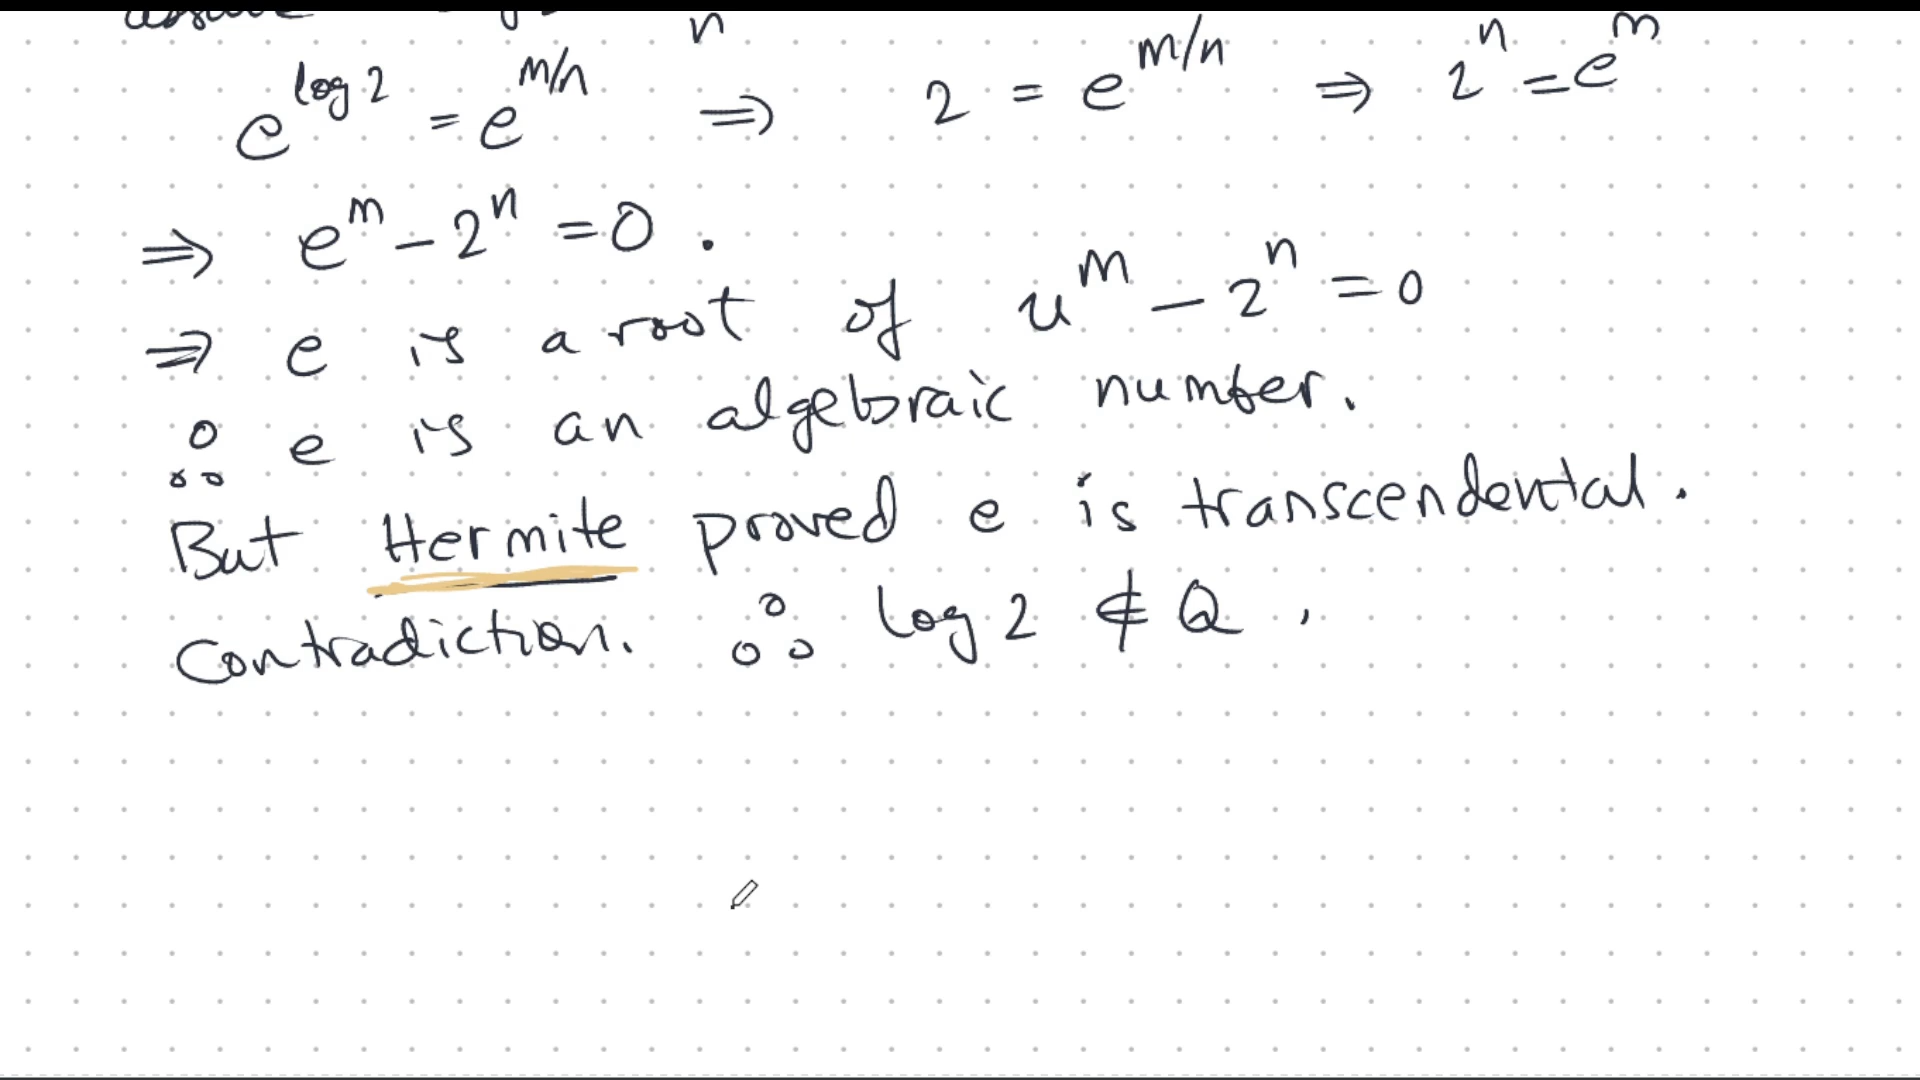 n
e^{log 2} = e^{m/n} ⇒ 2 = e^{m/n} ⇒ 2^n = e^m
⇒ e^m - 2^n = 0 .
⇒ e is a root of u^m - 2^n = 0
∴ e is an algebraic number.
But Hermite proved e is transcendental.
Contradiction. ∴ log 2 ∉ Q .